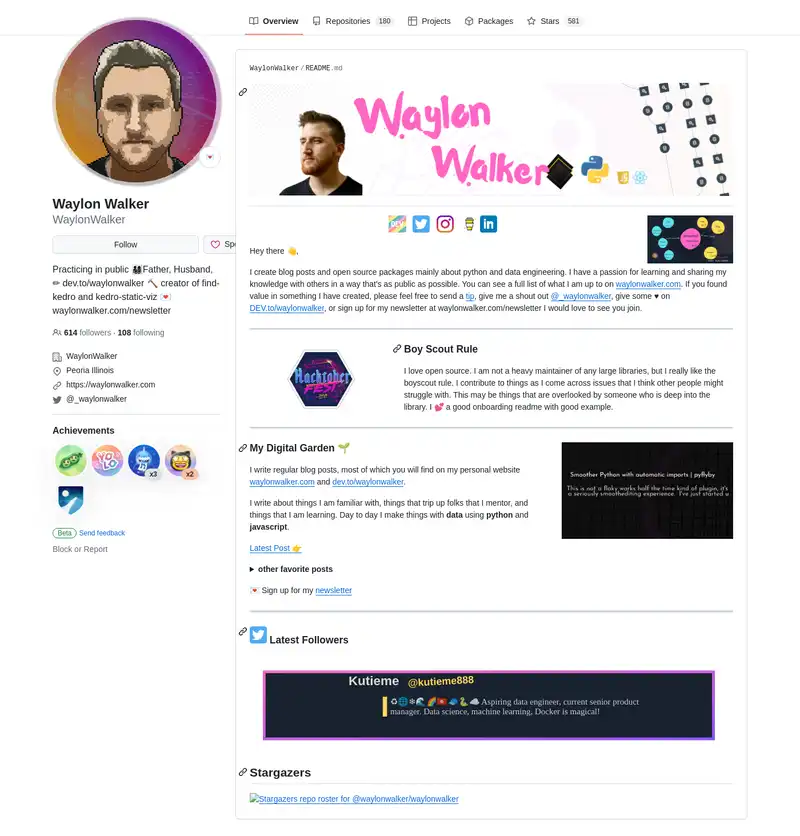 Overview Repositories 180 Projects Packages Stars 581
WaylonWalker / README.md
Waylon
Walker
Waylon Walker
WaylonWalker
Follow
Sp
Practicing in public 👨‍👩‍👧‍👦Father, Husband,
✏ dev.to/waylonwalker 🔨 creator of find-
kedro and kedro-static-viz 💌
waylonwalker.com/newsletter
614 followers · 108 following
WaylonWalker
Peoria Illinois
https://waylonwalker.com
@_waylonwalker
Achievements
YOLO
x3
x2
Beta Send feedback
Block or Report
Hey there 👋,
I create blog posts and open source packages mainly about python and data engineering. I have a passion for learning and sharing my
knowledge with others in a way that's as public as possible. You can see a full list of what I am up to on waylonwalker.com. If you found
value in something I have created, please feel free to send a tip, give me a shout out @_waylonwalker, give some ♥ on
DEV.to/waylonwalker, or sign up for my newsletter at waylonwalker.com/newsletter I would love to see you join.
Hacktober
FEST
Boy Scout Rule
I love open source. I am not a heavy maintainer of any large libraries, but I really like the
boyscout rule. I contribute to things as I come across issues that I think other people might
struggle with. This may be things that are overlooked by someone who is deep into the
library. I 💕 a good onboarding readme with good example.
My Digital Garden 🌱
I write regular blog posts, most of which you will find on my personal website
waylonwalker.com and dev.to/waylonwalker.
I write about things I am familiar with, things that trip up folks that I mentor, and
things that I am learning. Day to day I make things with data using python and
javascript.
Latest Post 👉
other favorite posts
💌 Sign up for my newsletter
Smoother Python with automatic imports | pyflyby
This is not a flaky works half the time kind of plugin, it's
a seriously smoothediting experience. I've just started u
Latest Followers
Kutieme @kutieme888
♻🌐❄🌊🌈🇻🇳🧢🐍☁ Aspiring data engineer, current senior product
manager. Data science, machine learning, Docker is magical!
Stargazers
Stargazers repo roster for @waylonwalker/waylonwalker